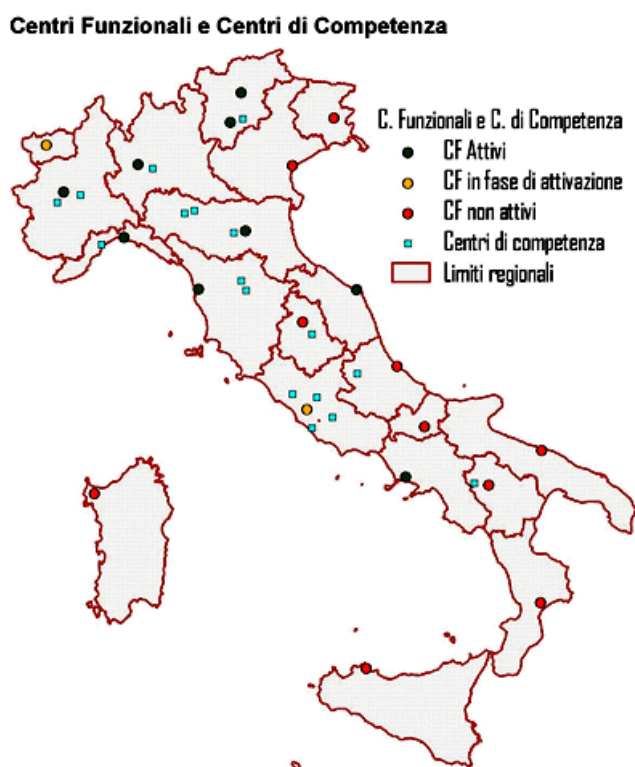 Centri Funzionali e Centri di Competenza
C. Funzionali e C. di Competenza
CF Attivi
CF in fase di attivazione
CF non attivi
Centri di competenza
Limiti regionali